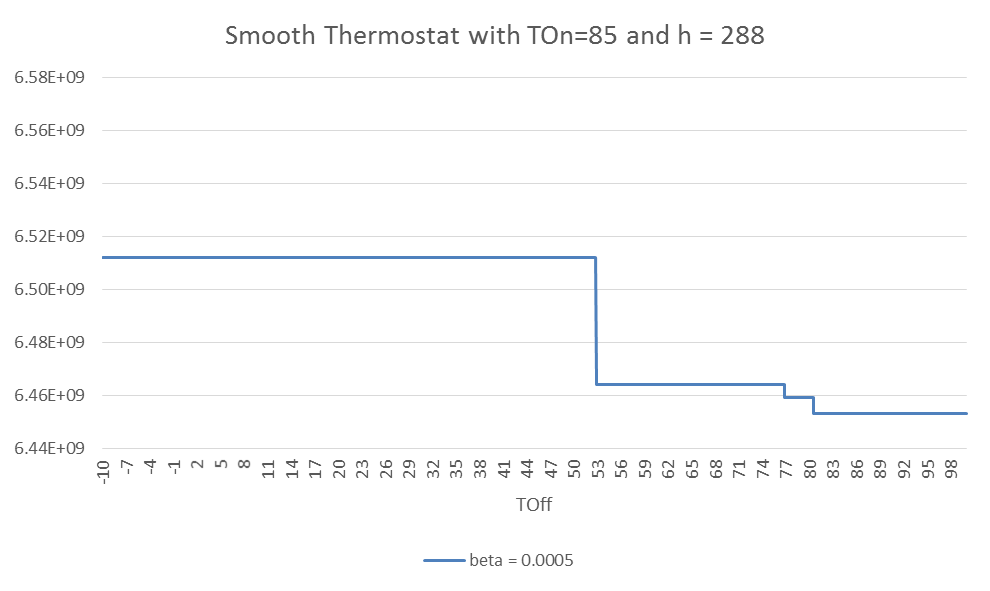 Smooth Thermostat with TOn=85 and h = 288
6.58E+09
6.56E+09
6.54E+09
6.52E+09
6.50E+09
6.48E+09
6.46E+09
6.44E+09
-10 -7 -4 -1 2 5 8 11 14 17 20 23 26 29 32 35 38 41 44 47 50 53 56 59 62 65 68 71 74 77 80 83 86 89 92 95 98
TOff
beta = 0.0005